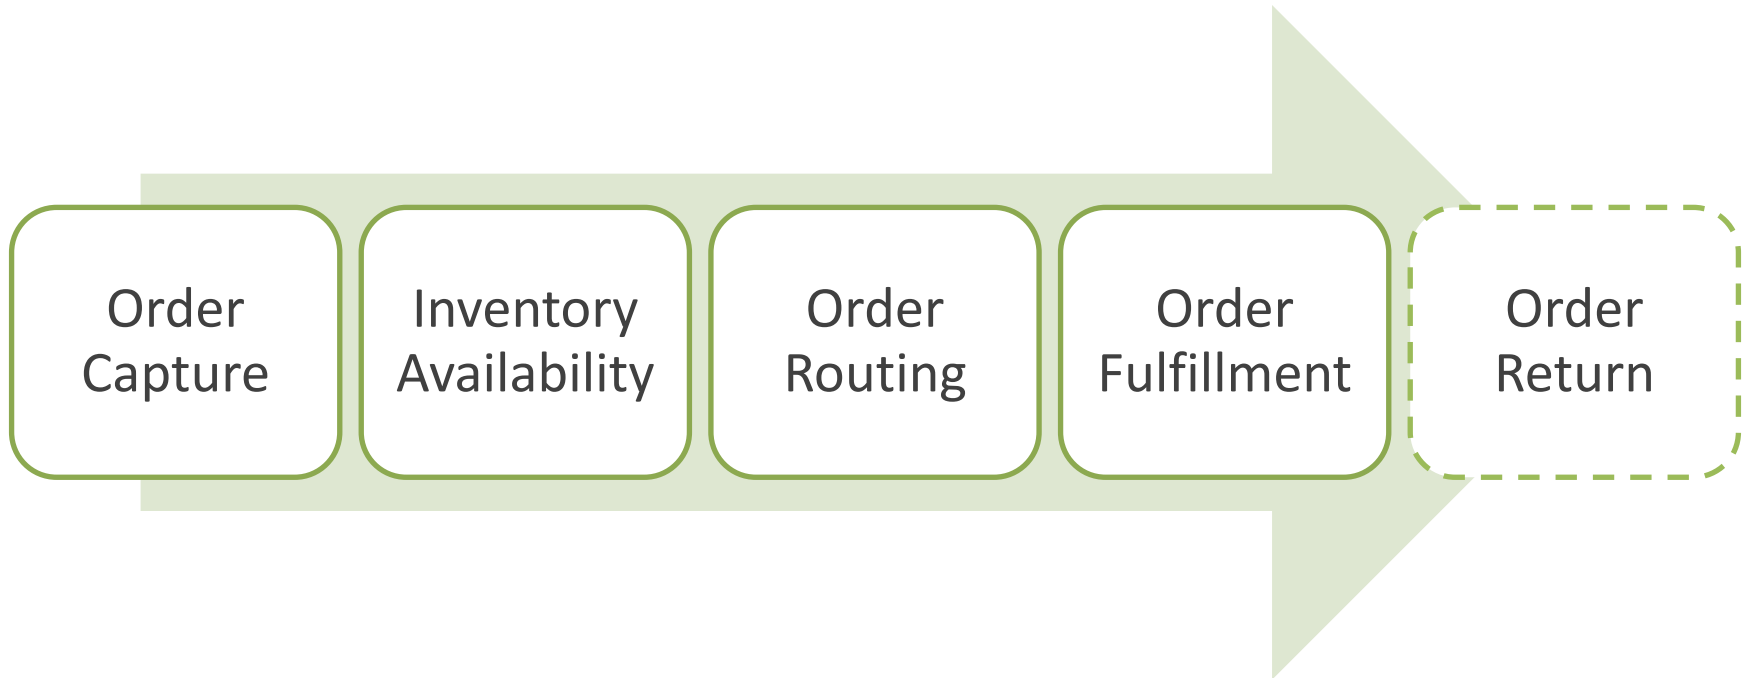 Order
Capture
Inventory
Availability
Order
Routing
Order
Fulfillment
Order
Return